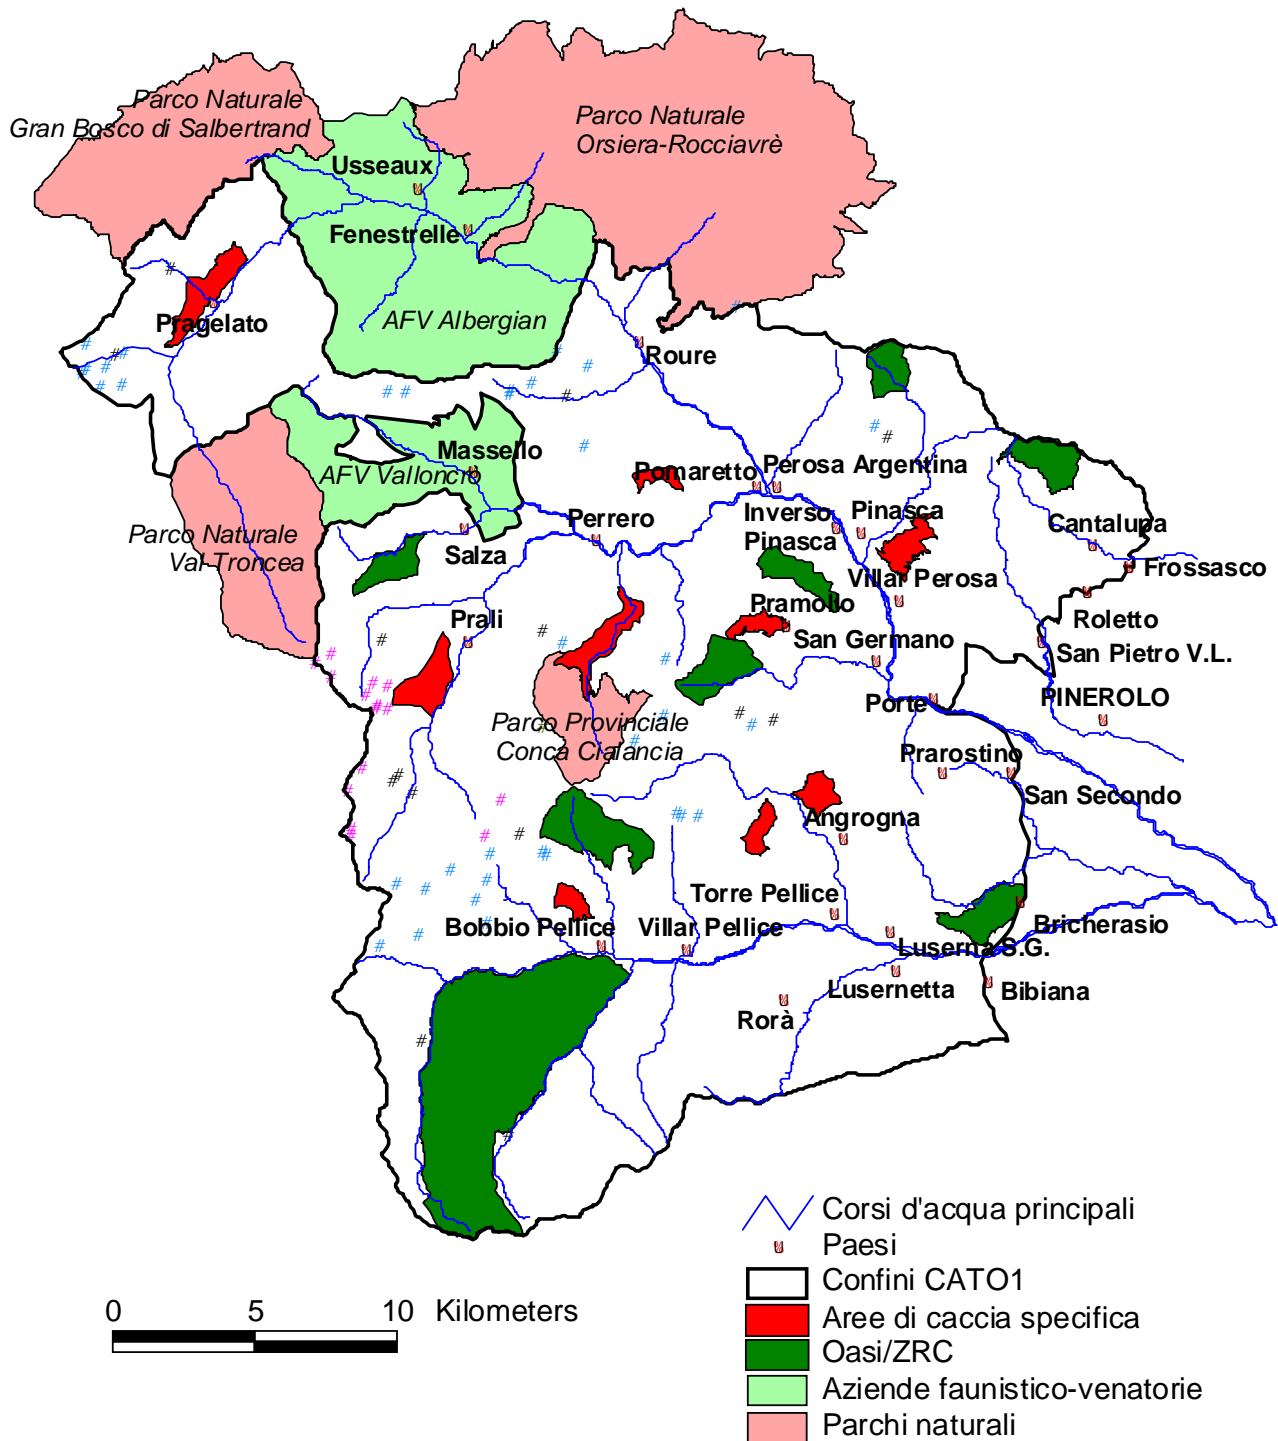 Parco Naturale
Gran Bosco di Salbertrand
Parco Naturale
Orsiera-Rocciavrè
Usseaux
Fenestrelle
Pragelato
AFV Albergian
Roure
Massello
AFV Valloncrò
Pomaretto
Perosa Argentina
Parco Naturale
Val Troncea
Salza
Perrero
Inverso
Pinasca
Pinasca
Cantalupa
Frossasco
Villar Perosa
Roletto
Prali
Pramollo
San Germano
San Pietro V.L.
Porte
PINEROLO
Parco Provinciale
Conca Cialancia
Prarostino
San Secondo
Angrogna
Torre Pellice
Bobbio Pellice
Villar Pellice
Bricherasio
Luserna S.G.
Lusernetta
Bibiana
Rorà
Corsi d'acqua principali
Paesi
Confini CATO1
Aree di caccia specifica
Oasi/ZRC
Aziende faunistico-venatorie
Parchi naturali
0 5 10 Kilometers